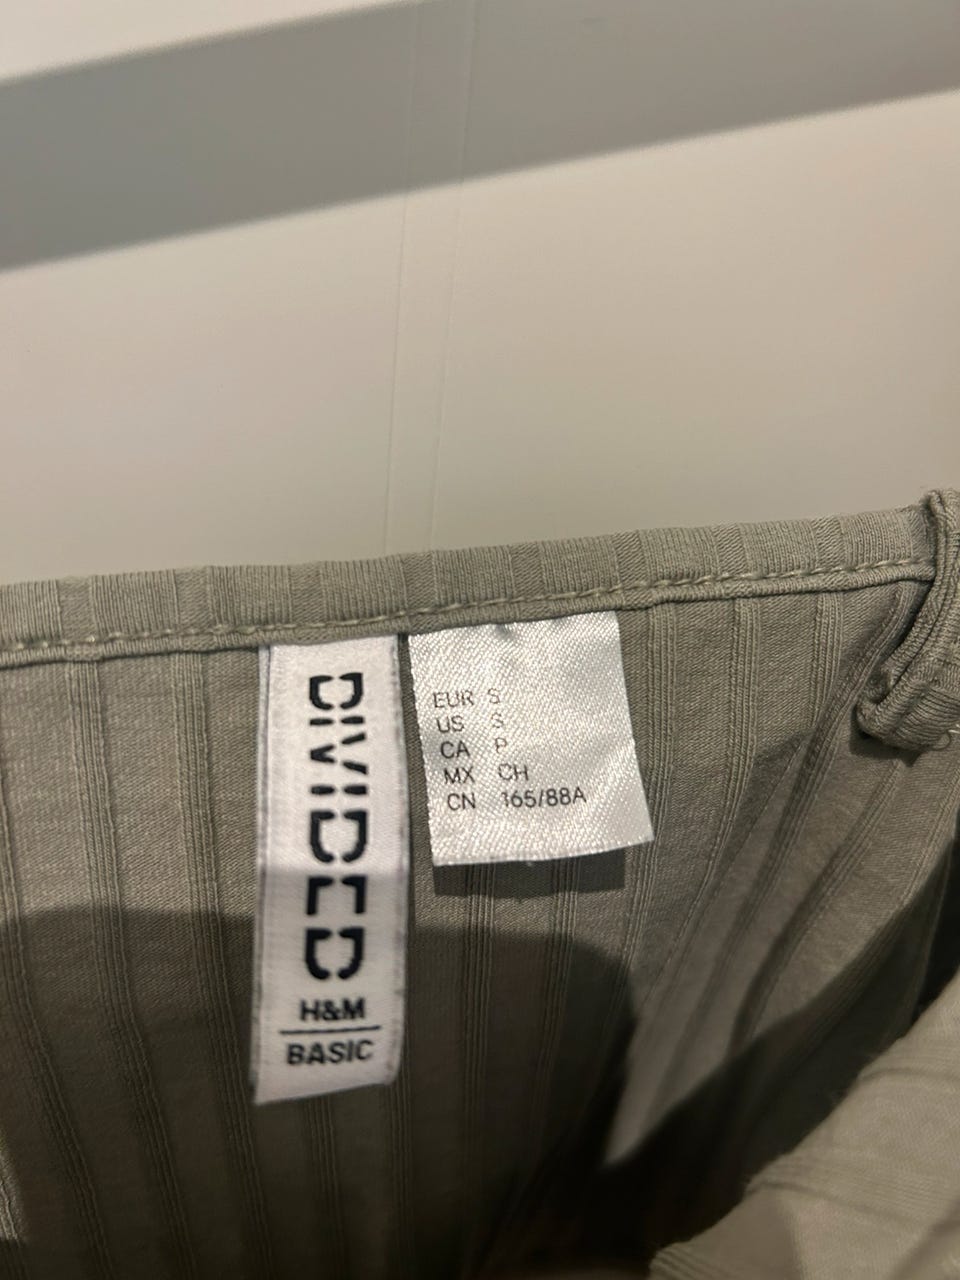 DIVIDED
H&M
BASIC
EUR S
US S
CA P
MX CH
CN 165/88A